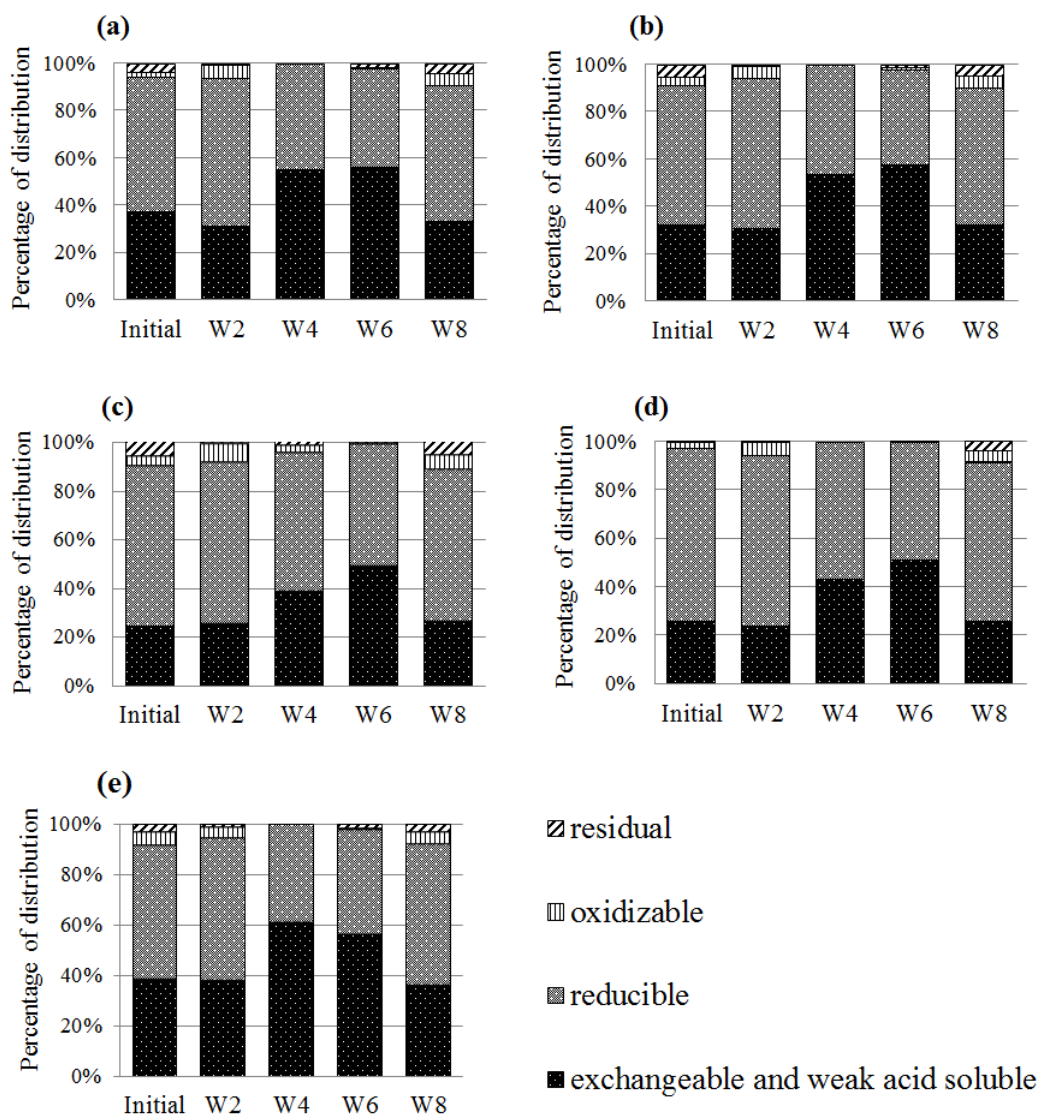 (a)
Percentage of distribution
100%
80%
60%
40%
20%
0%
Initial W2 W4 W6 W8
(b)
Percentage of distribution
100%
80%
60%
40%
20%
0%
Initial W2 W4 W6 W8
(c)
Percentage of distribution
100%
80%
60%
40%
20%
0%
Initial W2 W4 W6 W8
(d)
Percentage of distribution
100%
80%
60%
40%
20%
0%
Initial W2 W4 W6 W8
(e)
Percentage of distribution
100%
80%
60%
40%
20%
0%
Initial W2 W4 W6 W8
residual
oxidizable
reducible
exchangeable and weak acid soluble